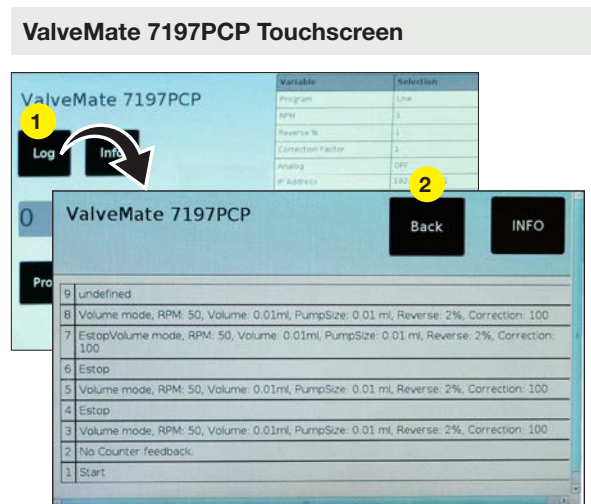 ValveMate 7197PCP Touchscreen
ValveMate 7197PCP
1
Log
Info
Variable Selection
Program Line
RPM 1
Reverse % 1
Correction Factor 1
Analog OFF
IP Address
0
Pro
ValveMate 7197PCP
2
Back
INFO
9 undefined
8 Volume mode, RPM: 50, Volume: 0.01ml, PumpSize: 0.01 ml, Reverse: 2%, Correction: 100
7 EstopVolume mode, RPM: 50, Volume: 0.01ml, PumpSize: 0.01 ml, Reverse: 2%, Correction:
100
6 Estop
5 Volume mode, RPM: 50, Volume: 0.01ml, PumpSize: 0.01 ml, Reverse: 2%, Correction: 100
4 Estop
3 Volume mode, RPM: 50, Volume: 0.01ml, PumpSize: 0.01 ml, Reverse: 2%, Correction: 100
2 No Counter feedback.
1 Start